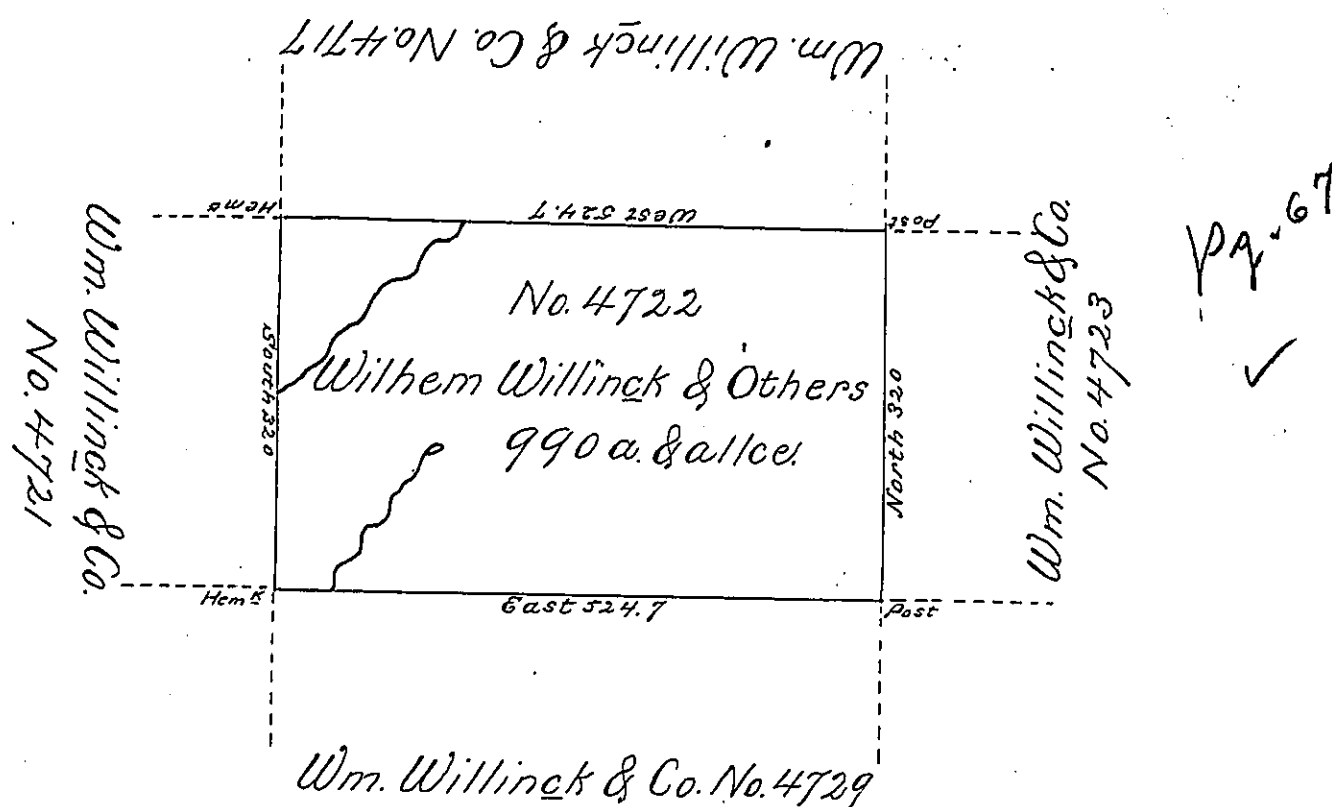 Wm. Willinck & Co. No. 4717
Heme
West 524.7
Post
Wm. Willinck & Co.
No. 4721
South 320
No. 4722
Wilhem Willinck & Others
990 a. & allce.
North 320
Wm. Willinck & Co.
No. 4723
pg. 67
Hemk
East 524.7
Post
Wm. Willinck & Co. No. 4729